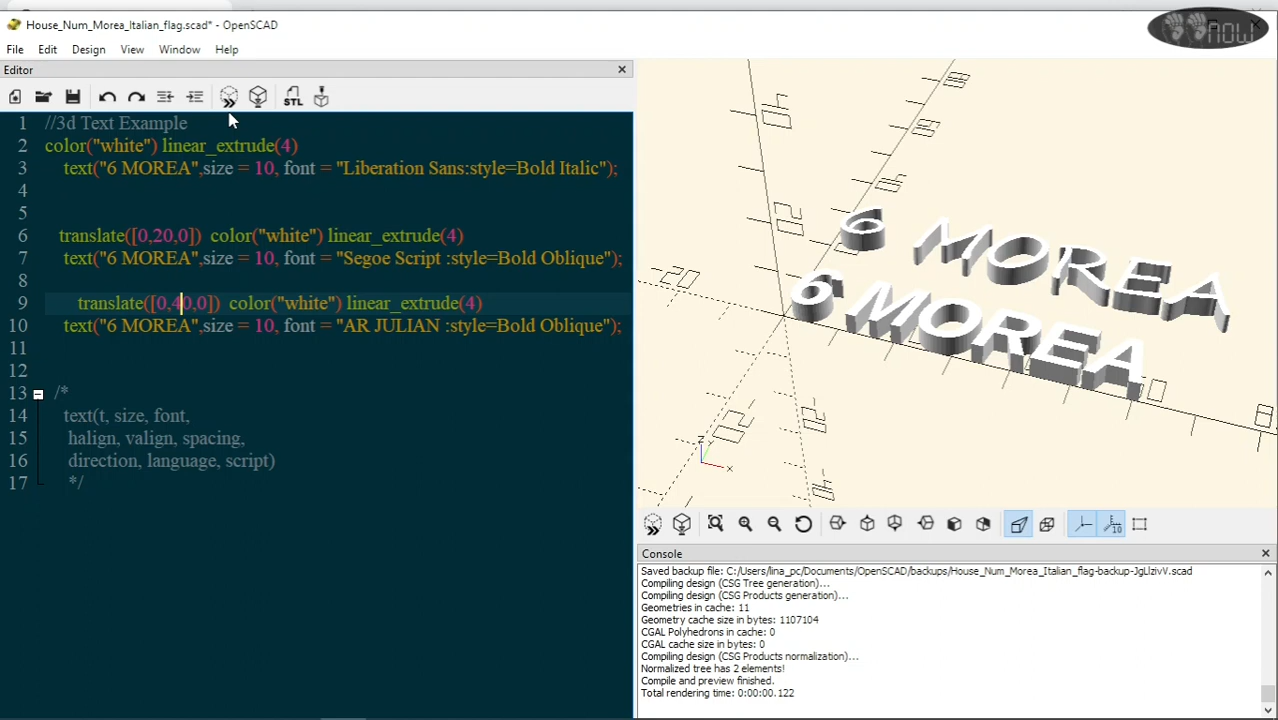 House_Num_Morea_Italian_flag.scad* - OpenSCAD
NOW
File Edit Design View Window Help
Editor
STL
1 //3d Text Example
2 color("white") linear_extrude(4)
3 text("6 MOREA",size = 10, font = "Liberation Sans:style=Bold Italic");
4
5
6 translate([0,20,0]) color("white") linear_extrude(4)
7 text("6 MOREA",size = 10, font = "Segoe Script :style=Bold Oblique");
8
9 translate([0,40,0]) color("white") linear_extrude(4)
10 text("6 MOREA",size = 10, font = "AR JULIAN :style=Bold Oblique");
11
12
13 /*
14 text(t, size, font,
15 halign, valign, spacing,
16 direction, language, script)
17 */
6 MOREA
6 MOREA
z
x
10
Console
Saved backup file: C:/Users/lina_pc/Documents/OpenSCAD/backups/House_Num_Morea_Italian_flag-backup-JgLlzivV.scad
Compiling design (CSG Tree generation)...
Compiling design (CSG Products generation)...
Geometries in cache: 11
Geometry cache size in bytes: 1107104
CGAL Polyhedrons in cache: 0
CGAL cache size in bytes: 0
Compiling design (CSG Products normalization)...
Normalized tree has 2 elements!
Compile and preview finished.
Total rendering time: 0:00:00.122